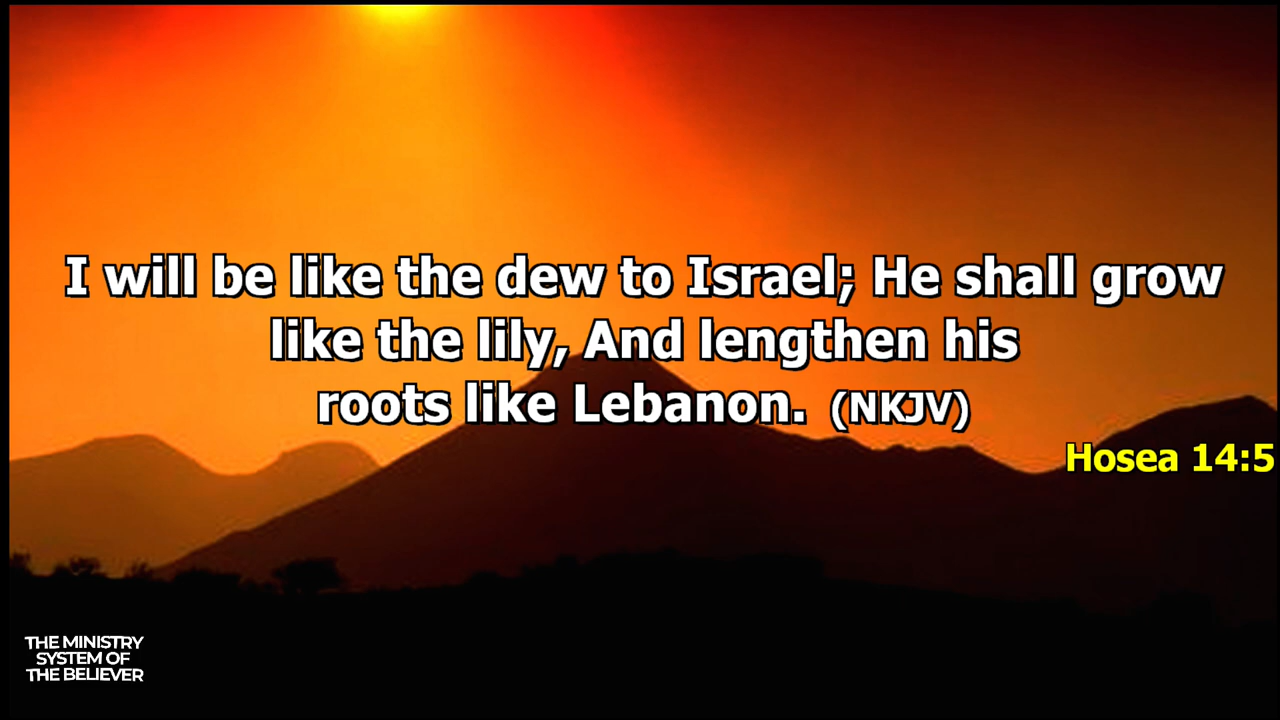 I will be like the dew to Israel; He shall grow
like the lily, And lengthen his
roots like Lebanon. (NKJV)
Hosea 14:5
THE MINISTRY
SYSTEM OF
THE BELIEVER